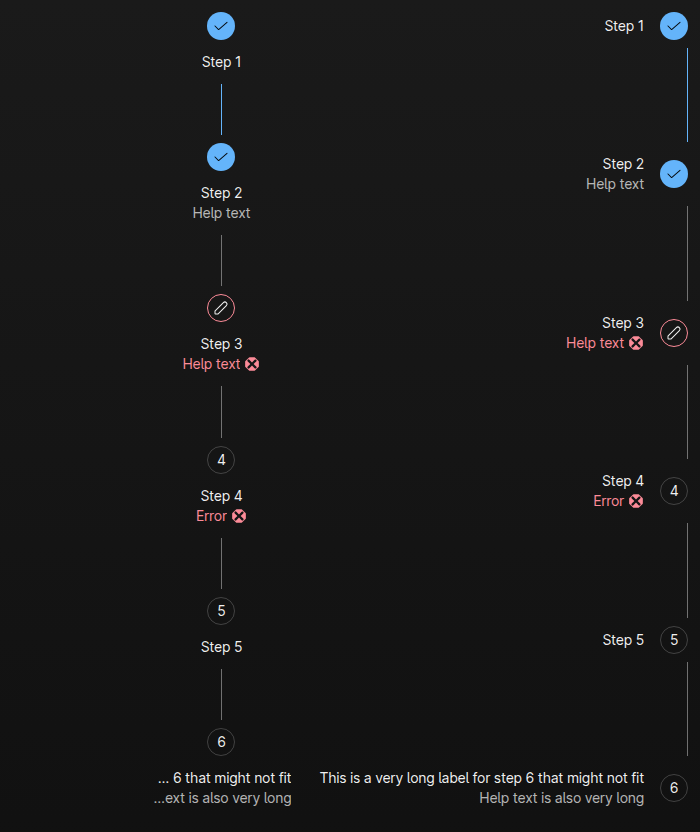 Step 1
Step 2
Help text
Step 3
Help text
4
Step 4
Error
5
Step 5
6
... 6 that might not fit
...ext is also very long
Step 1
Step 2
Help text
Step 3
Help text
Step 4
Error
4
Step 5
5
This is a very long label for step 6 that might not fit
Help text is also very long
6